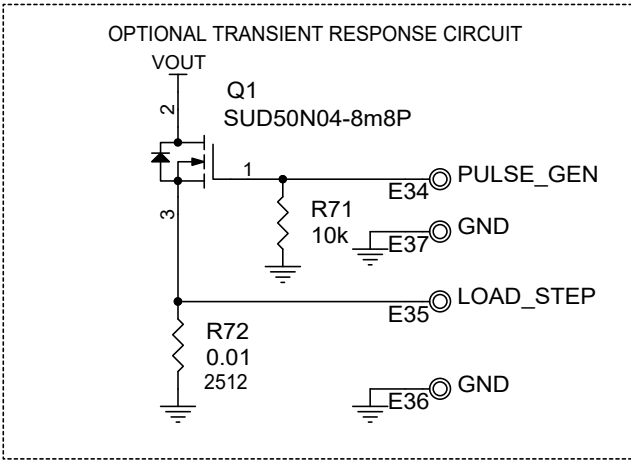 OPTIONAL TRANSIENT RESPONSE CIRCUIT
VOUT
2
Q1
SUD50N04-8m8P
1
PULSE_GEN
E34
R71
10k
GND
E37
3
LOAD_STEP
E35
R72
0.01
2512
GND
E36